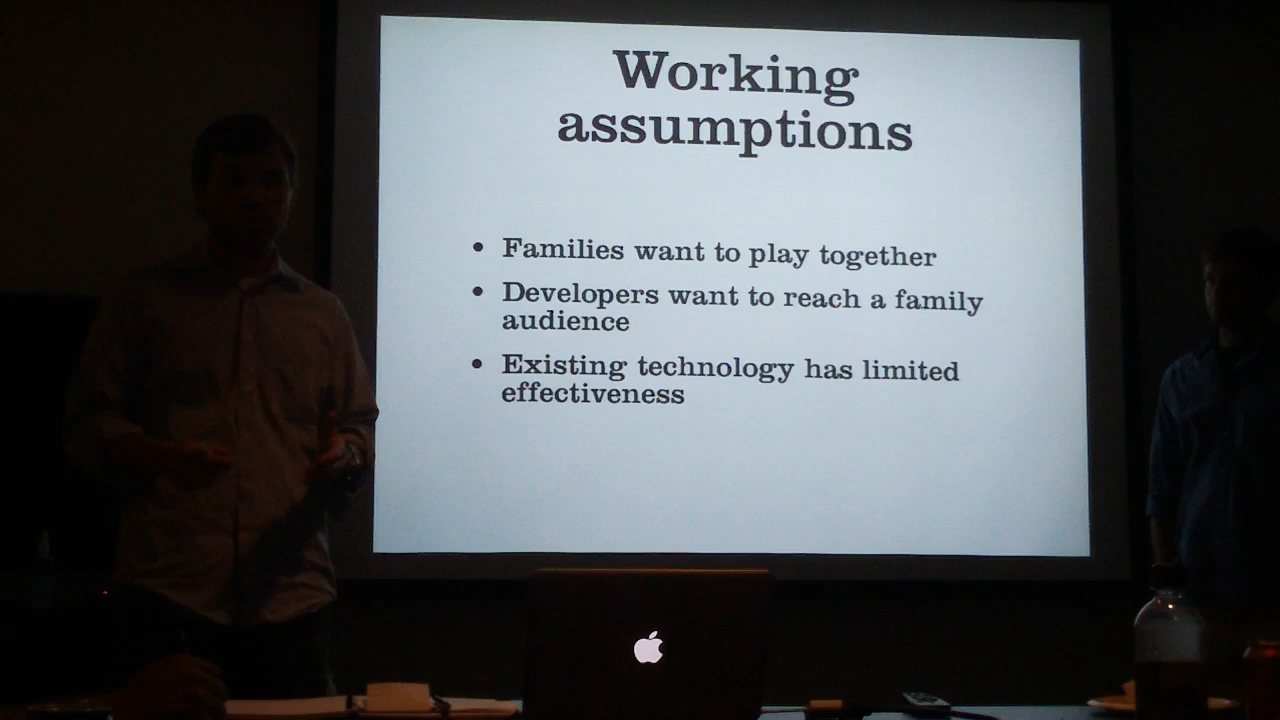 Working
assumptions
• Families want to play together
• Developers want to reach a family
audience
• Existing technology has limited
effectiveness